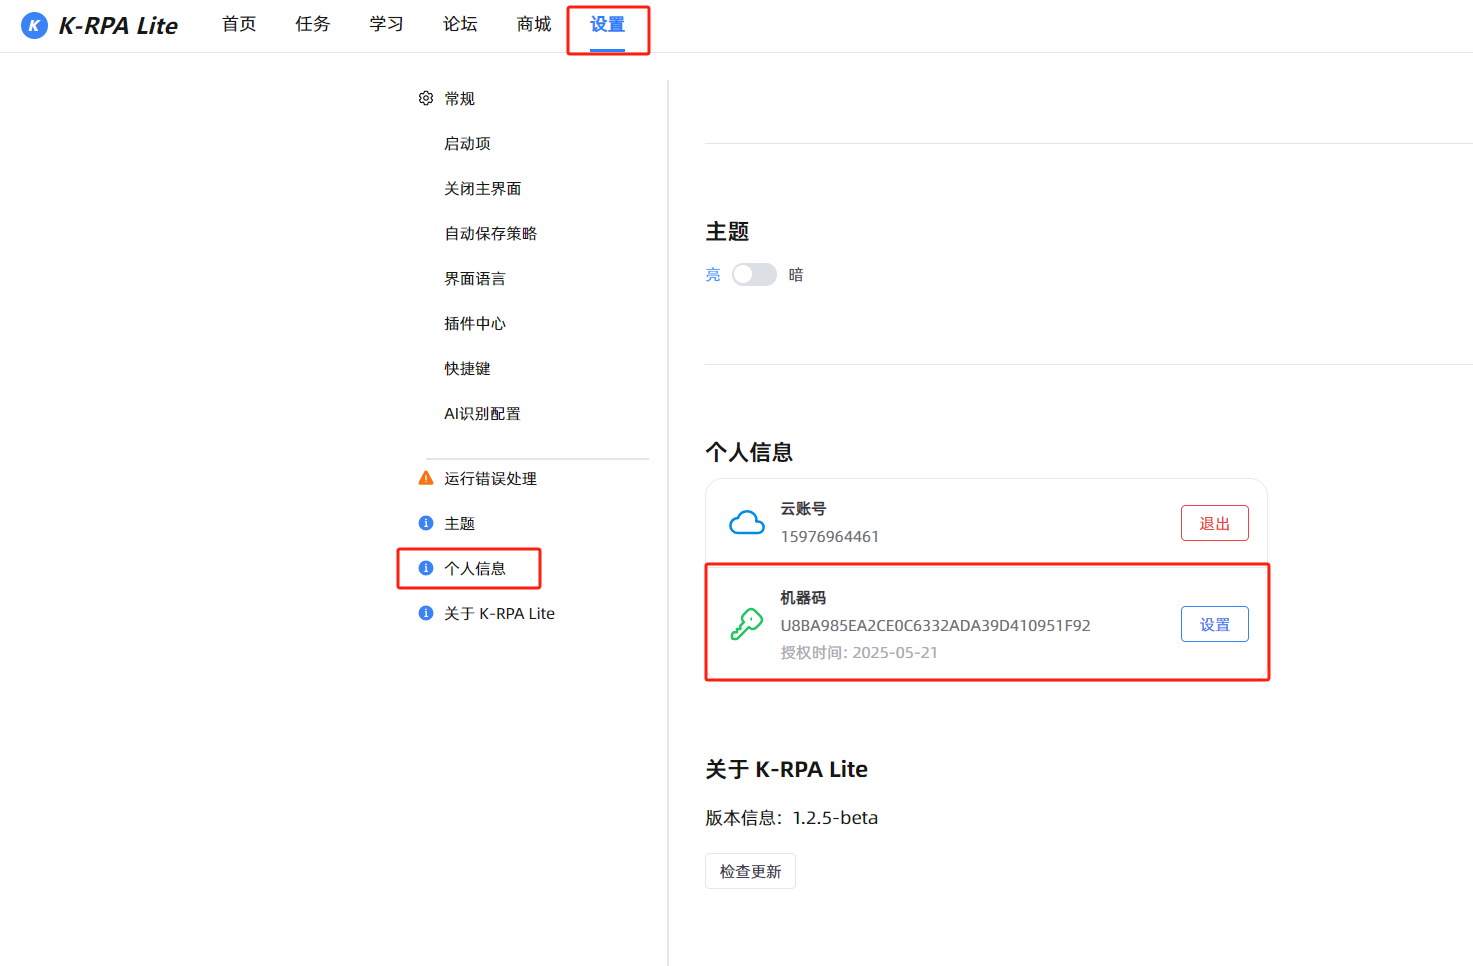 K K-RPA Lite 首页 任务 学习 论坛 商城 设置
常规
启动项
关闭主界面
自动保存策略
界面语言
插件中心
快捷键
AI识别配置
运行错误处理
主题
个人信息
关于 K-RPA Lite
主题
亮 暗
个人信息
云账号
15976964461
退出
机器码
U8BA985EA2CE0C6332ADA39D410951F92
授权时间: 2025-05-21
设置
关于 K-RPA Lite
版本信息：1.2.5-beta
检查更新